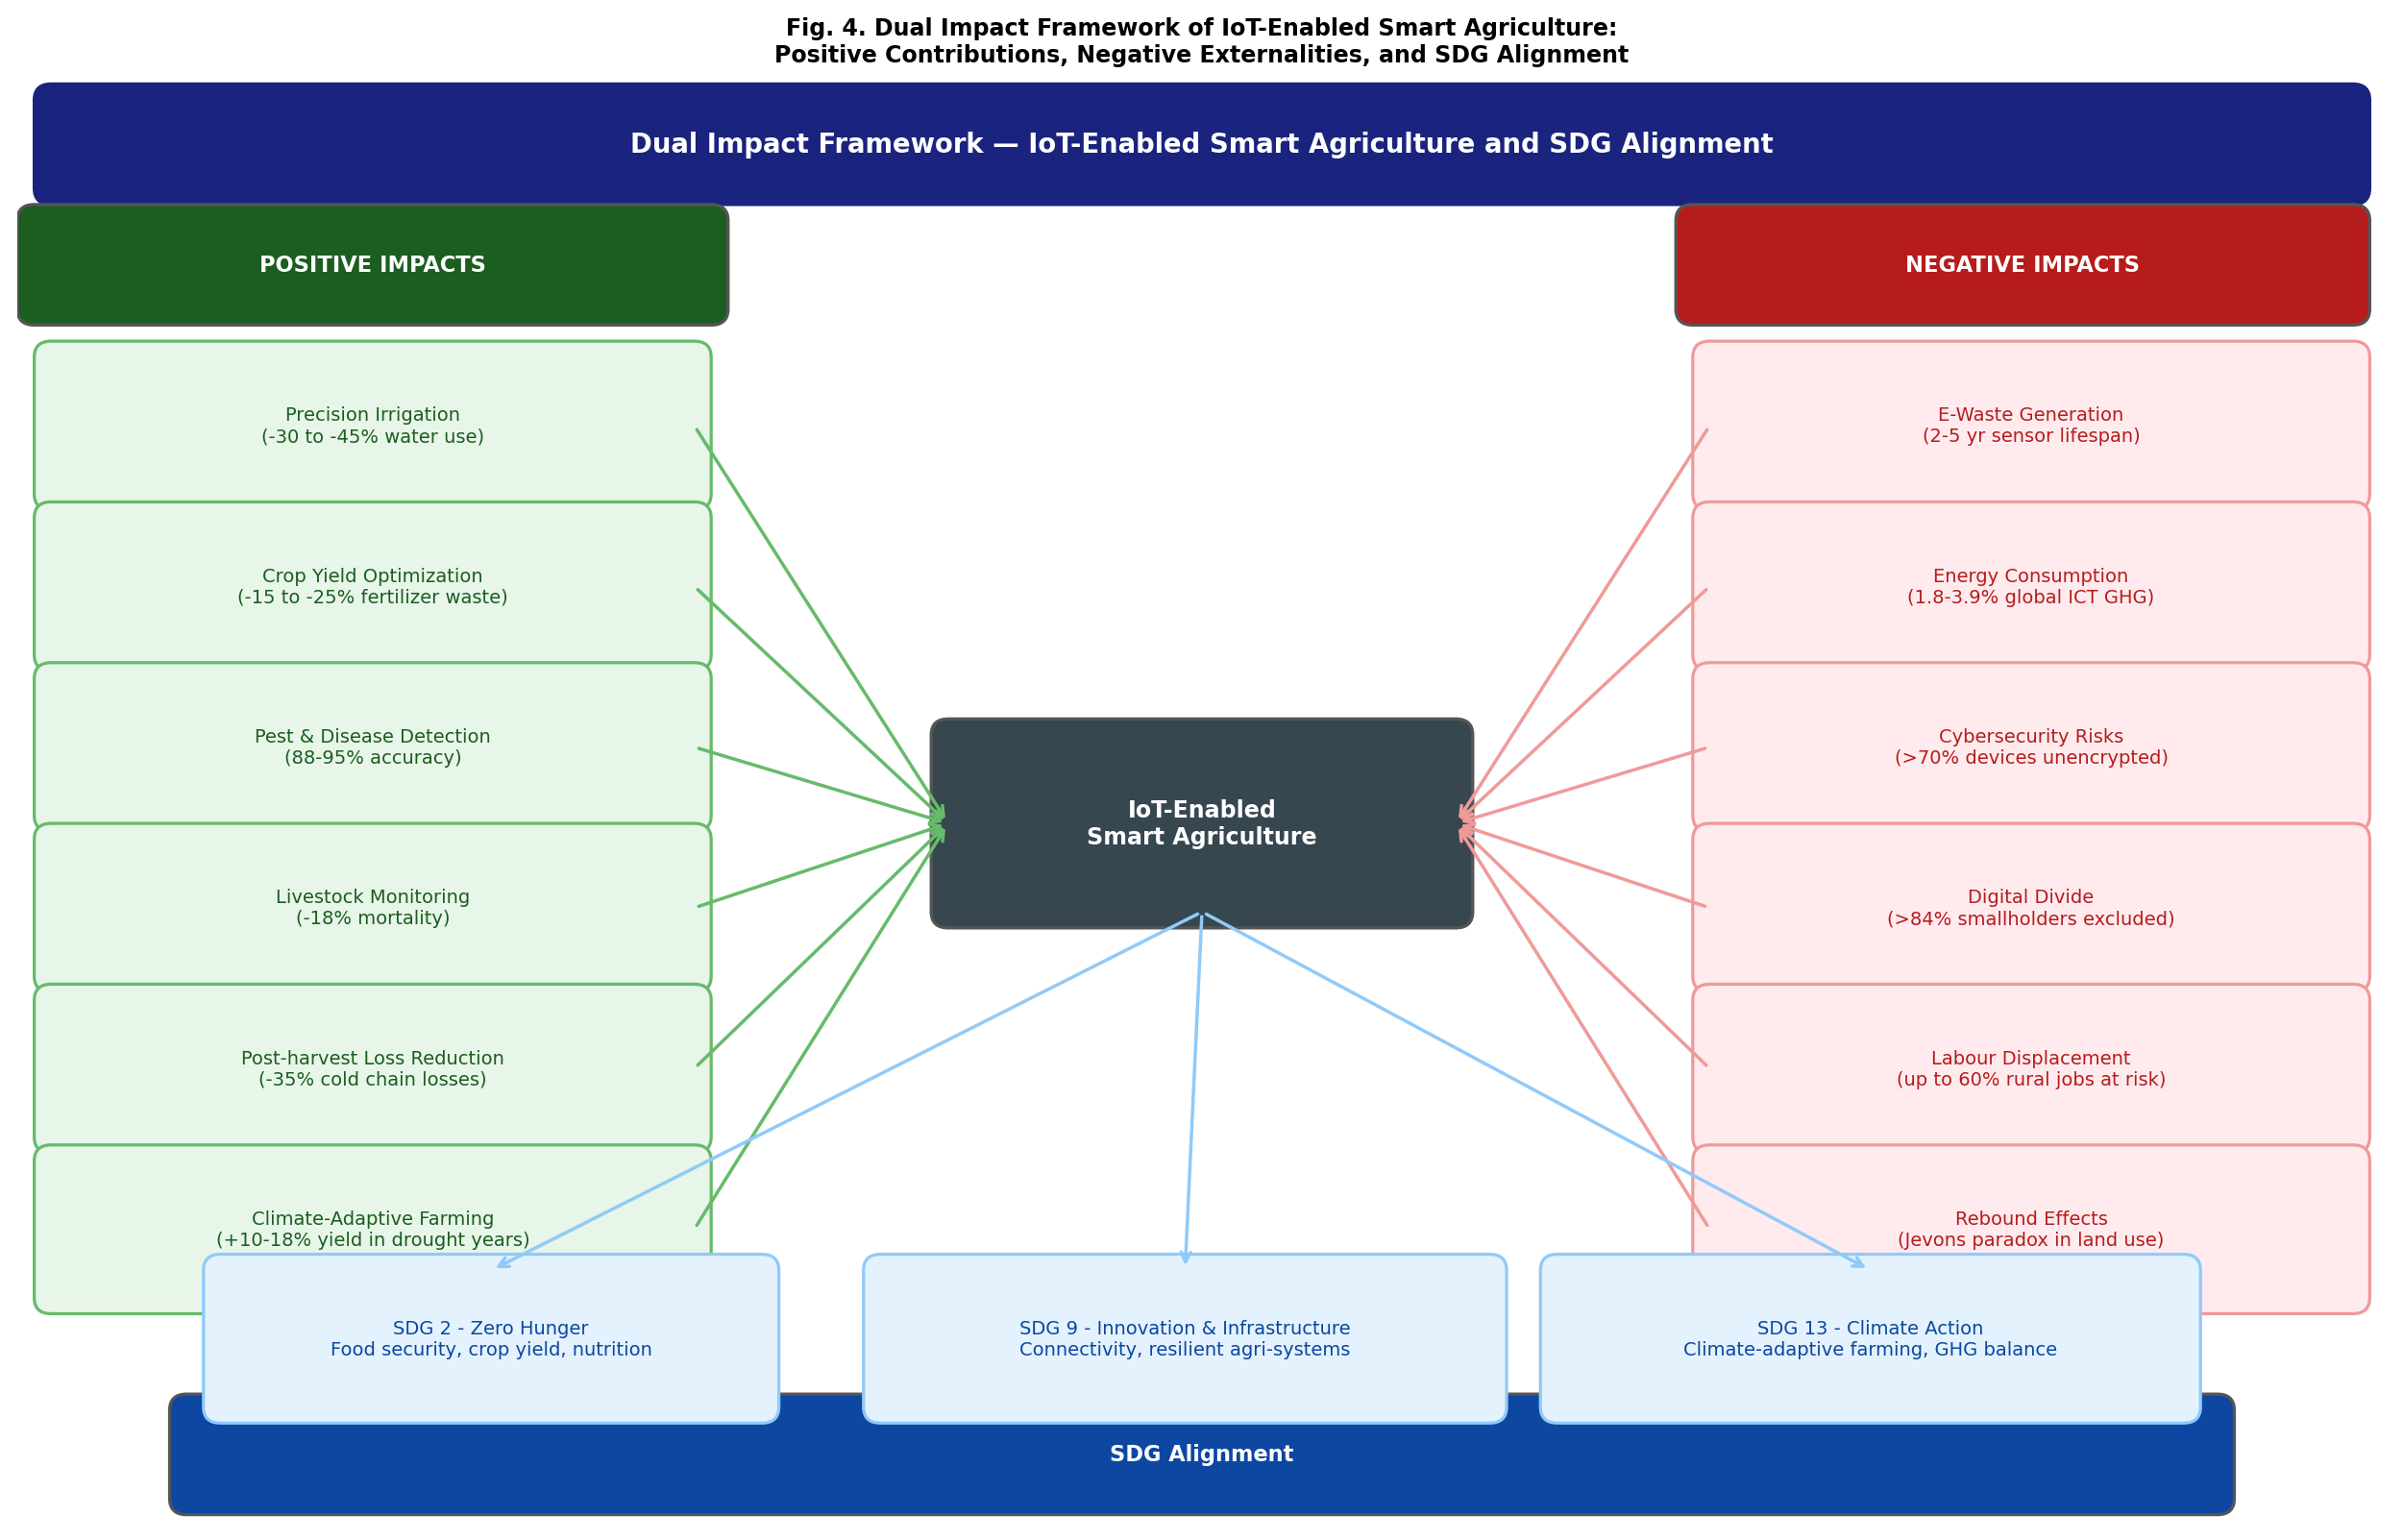 Fig. 4. Dual Impact Framework of IoT-Enabled Smart Agriculture:
Positive Contributions, Negative Externalities, and SDG Alignment
Dual Impact Framework — IoT-Enabled Smart Agriculture and SDG Alignment
POSITIVE IMPACTS
NEGATIVE IMPACTS
Precision Irrigation
(-30 to -45% water use)
Crop Yield Optimization
(-15 to -25% fertilizer waste)
Pest & Disease Detection
(88-95% accuracy)
Livestock Monitoring
(-18% mortality)
Post-harvest Loss Reduction
(-35% cold chain losses)
Climate-Adaptive Farming
(+10-18% yield in drought years)
IoT-Enabled
Smart Agriculture
E-Waste Generation
(2-5 yr sensor lifespan)
Energy Consumption
(1.8-3.9% global ICT GHG)
Cybersecurity Risks
(>70% devices unencrypted)
Digital Divide
(>84% smallholders excluded)
Labour Displacement
(up to 60% rural jobs at risk)
Rebound Effects
(Jevons paradox in land use)
SDG 2 - Zero Hunger
Food security, crop yield, nutrition
SDG 9 - Innovation & Infrastructure
Connectivity, resilient agri-systems
SDG 13 - Climate Action
Climate-adaptive farming, GHG balance
SDG Alignment